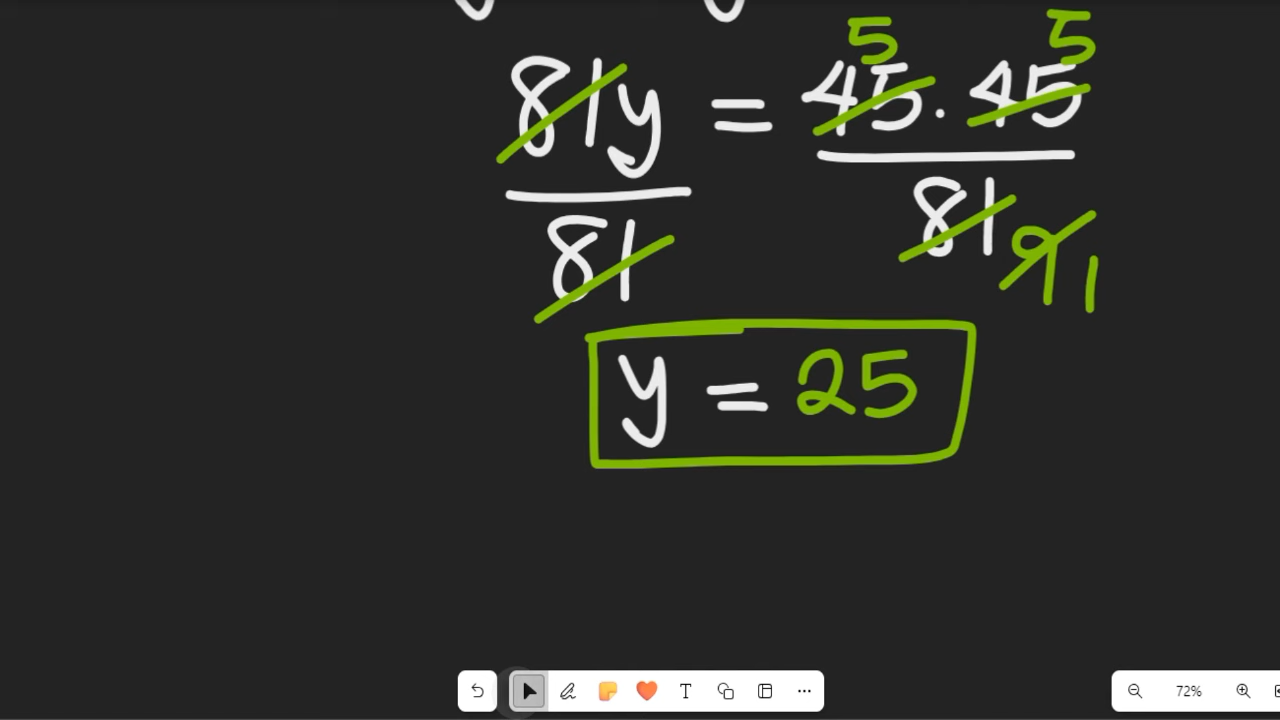 5 5
81y = 45 . 45
81 81 9 1
y = 25
T
72%